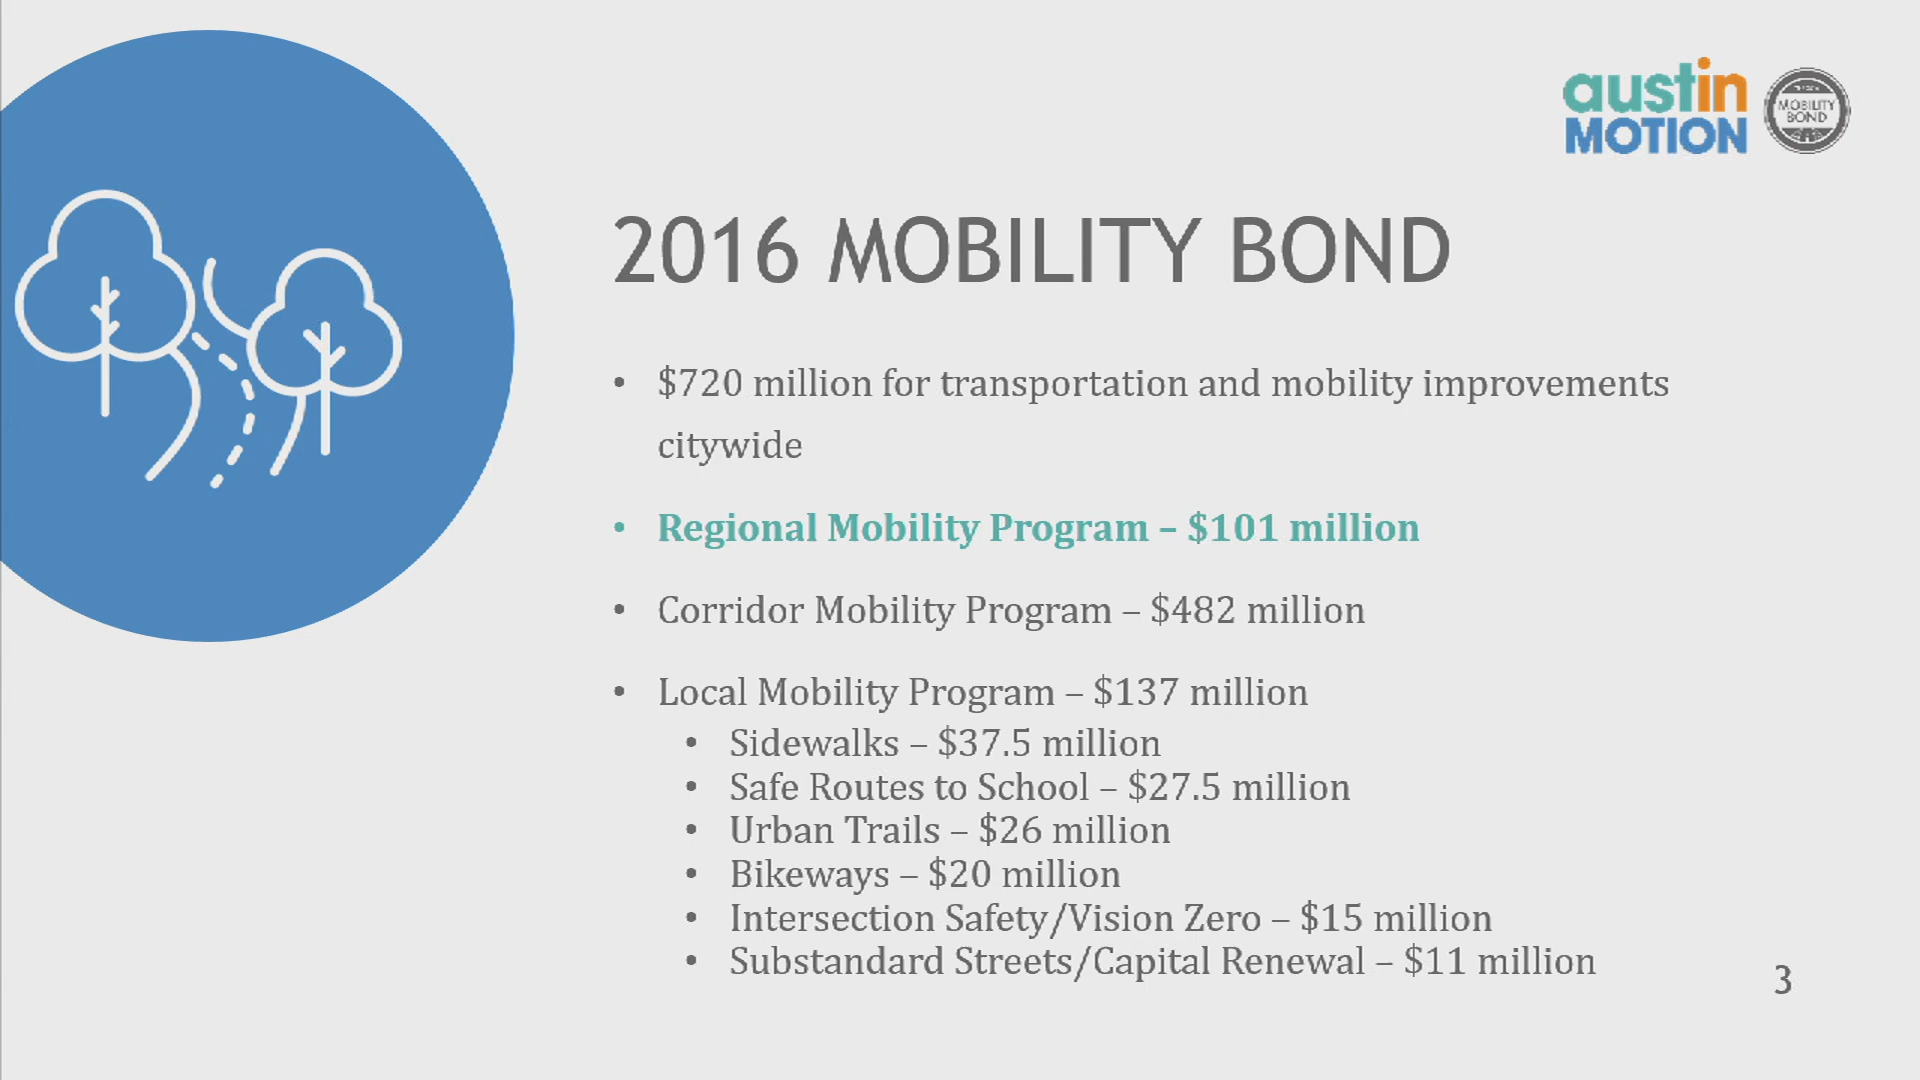 austin
MOTION
MOBILITY
BOND
2016 MOBILITY BOND
• $720 million for transportation and mobility improvements
citywide
• Regional Mobility Program – $101 million
• Corridor Mobility Program – $482 million
• Local Mobility Program – $137 million
• Sidewalks – $37.5 million
• Safe Routes to School – $27.5 million
• Urban Trails – $26 million
• Bikeways – $20 million
• Intersection Safety/Vision Zero – $15 million
• Substandard Streets/Capital Renewal – $11 million
3